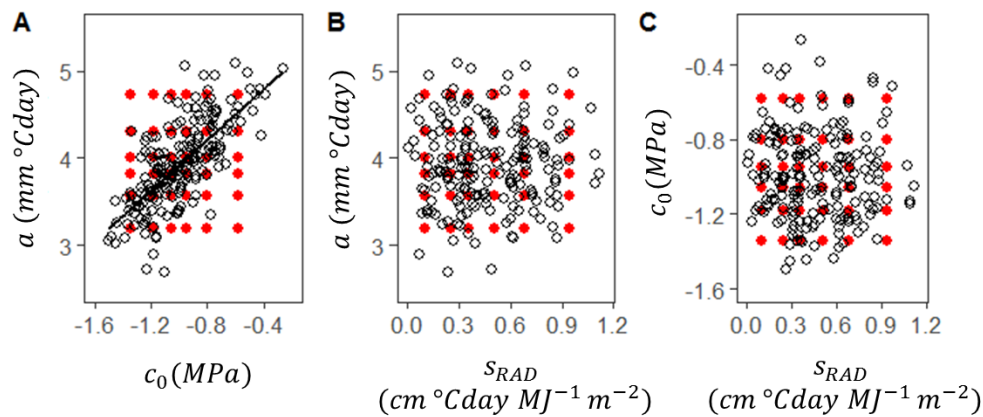 A
B
C
a (mm °Cday)
5
4
3
-1.6 -1.2 -0.8 -0.4
c₀(MPa)
a (mm °Cday)
5
4
3
0.0 0.3 0.6 0.9 1.2
s_RAD
(cm °Cday MJ⁻¹ m⁻²)
c₀(MPa)
-0.4
-0.8
-1.2
-1.6
0.0 0.3 0.6 0.9 1.2
s_RAD
(cm °Cday MJ⁻¹ m⁻²)